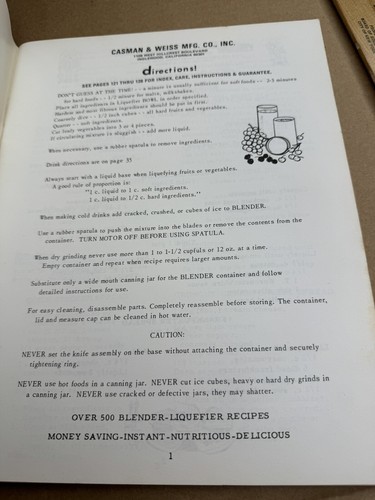 CASMAN & WEISS MFG. CO., INC.
directions!
SEE PAGES 131 THRU 136 FOR INDEX, CARE, INSTRUCTIONS & GUARANTEE.
DON'T GUESS AT THE TIME! -- a minute is usually sufficient for soft foods -- 2-3 minutes
for hard foods -- 1/2 minute for malts, milk-shakes.
Place all ingredients in Liquefier BOWL in order specified.
Hardest and most fibrous ingredients should be put in first.
Coarsely dice -- 1/2 inch cubes -- all hard fruits and vegetables.
Quarter -- soft ingredients.
Cut leafy vegetables into 3 or 4 pieces.
If circulating mixture is sluggish -- add more liquid.
When necessary, use a rubber spatula to remove ingredients.
Drink directions are on page 35
Always start with a liquid base when liquefying fruits or vegetables.
A good rule of proportion is:
"1 c. liquid to 1 c. soft ingredients.
1 c. liquid to 1/2 c. hard ingredients."
When making cold drinks add cracked, crushed, or cubes of ice to BLENDER.
Use a rubber spatula to push the mixture into the blades or remove the contents from the
container. TURN MOTOR OFF BEFORE USING SPATULA.
When dry grinding never use more than 1 to 1-1/2 cupfuls or 12 oz. at a time.
Empty container and repeat when recipe requires larger amounts.
Substitute only a wide mouth canning jar for the BLENDER container and follow
detailed instructions for use.
For easy cleaning, disassemble parts. Completely reassemble before storing. The container,
lid and measure cap can be cleaned in hot water.
CAUTION:
NEVER set the knife assembly on the base without attaching the container and securely
tightening ring.
NEVER use hot foods in a canning jar. NEVER cut ice cubes, heavy or hard dry grinds in
a canning jar. NEVER use cracked or defective jars, they may shatter.
OVER 500 BLENDER-LIQUEFIER RECIPES
MONEY SAVING-INSTANT-NUTRITIOUS-DELICIOUS
1